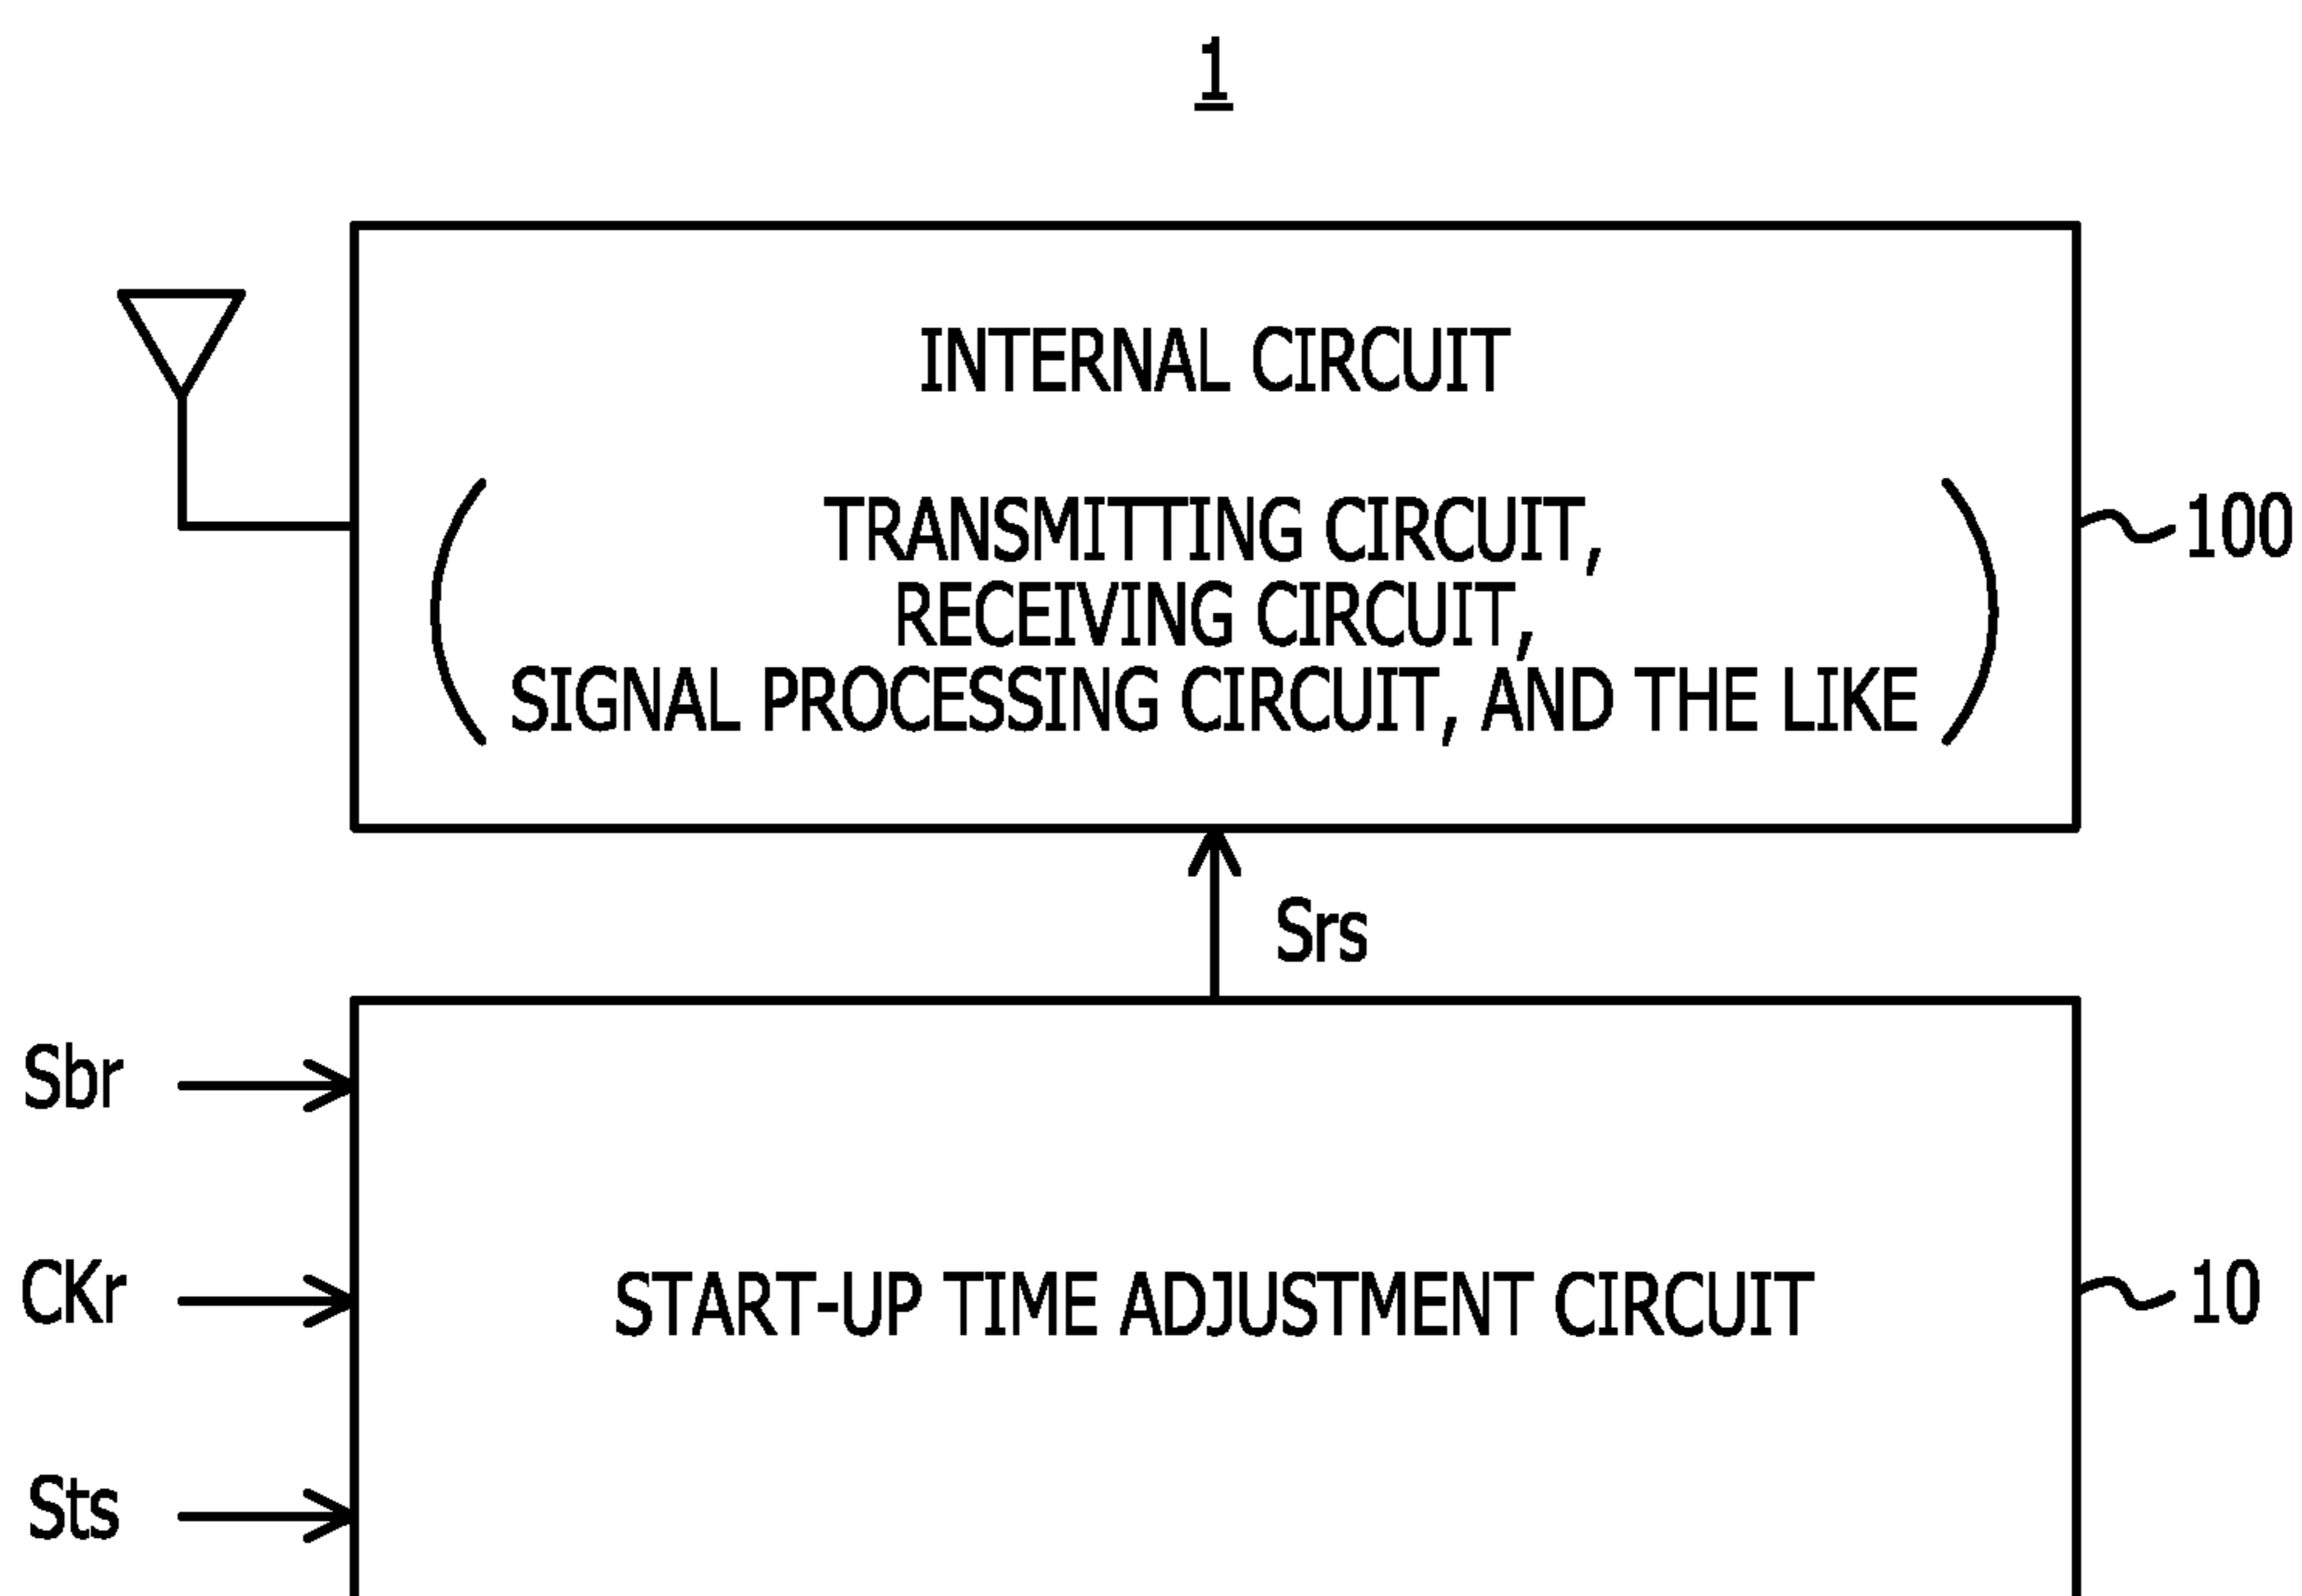 1
INTERNAL CIRCUIT
(TRANSMITTING CIRCUIT,
RECEIVING CIRCUIT,
SIGNAL PROCESSING CIRCUIT, AND THE LIKE)
100
Srs
Sbr
CKr
START-UP TIME ADJUSTMENT CIRCUIT
10
Sts